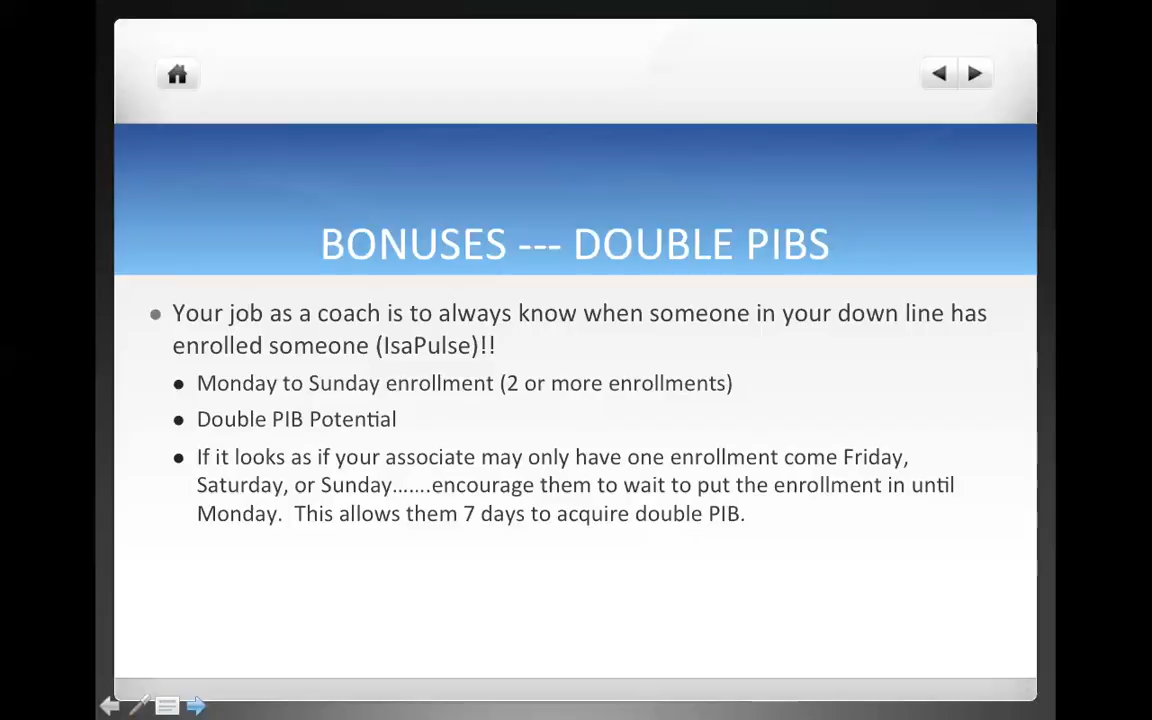 BONUSES --- DOUBLE PIBS
Your job as a coach is to always know when someone in your down line has
enrolled someone (IsaPulse)!!
Monday to Sunday enrollment (2 or more enrollments)
Double PIB Potential
If it looks as if your associate may only have one enrollment come Friday,
Saturday, or Sunday.......encourage them to wait to put the enrollment in until
Monday.  This allows them 7 days to acquire double PIB.